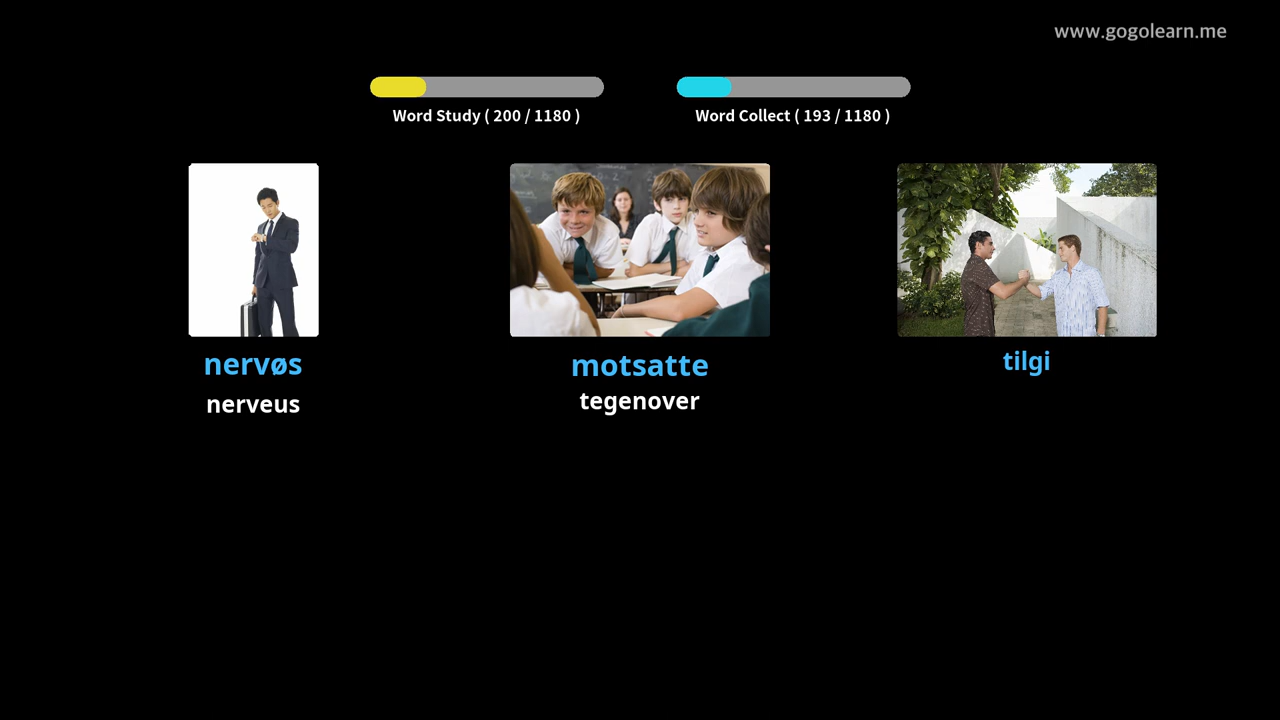 www.gogolearn.me
Word Study ( 200 / 1180 )
Word Collect ( 193 / 1180 )
nervøs
nerveus
motsatte
tegenover
tilgi